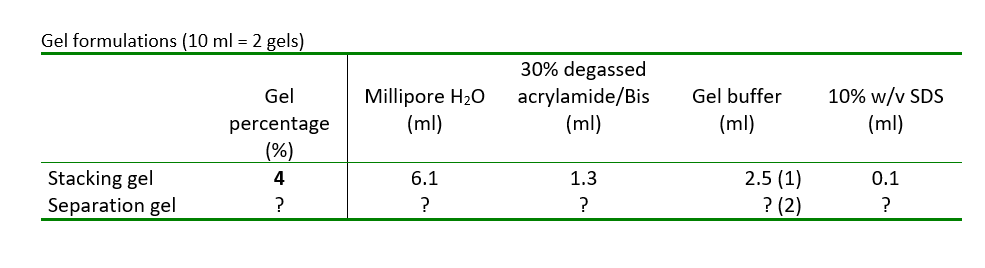 Gel formulations (10 ml = 2 gels)
30% degassed
Gel Millipore H₂O acrylamide/Bis Gel buffer 10% w/v SDS
percentage (ml) (ml) (ml) (ml)
(%)
Stacking gel 4 6.1 1.3 2.5 (1) 0.1
Separation gel ? ? ? ? (2) ?